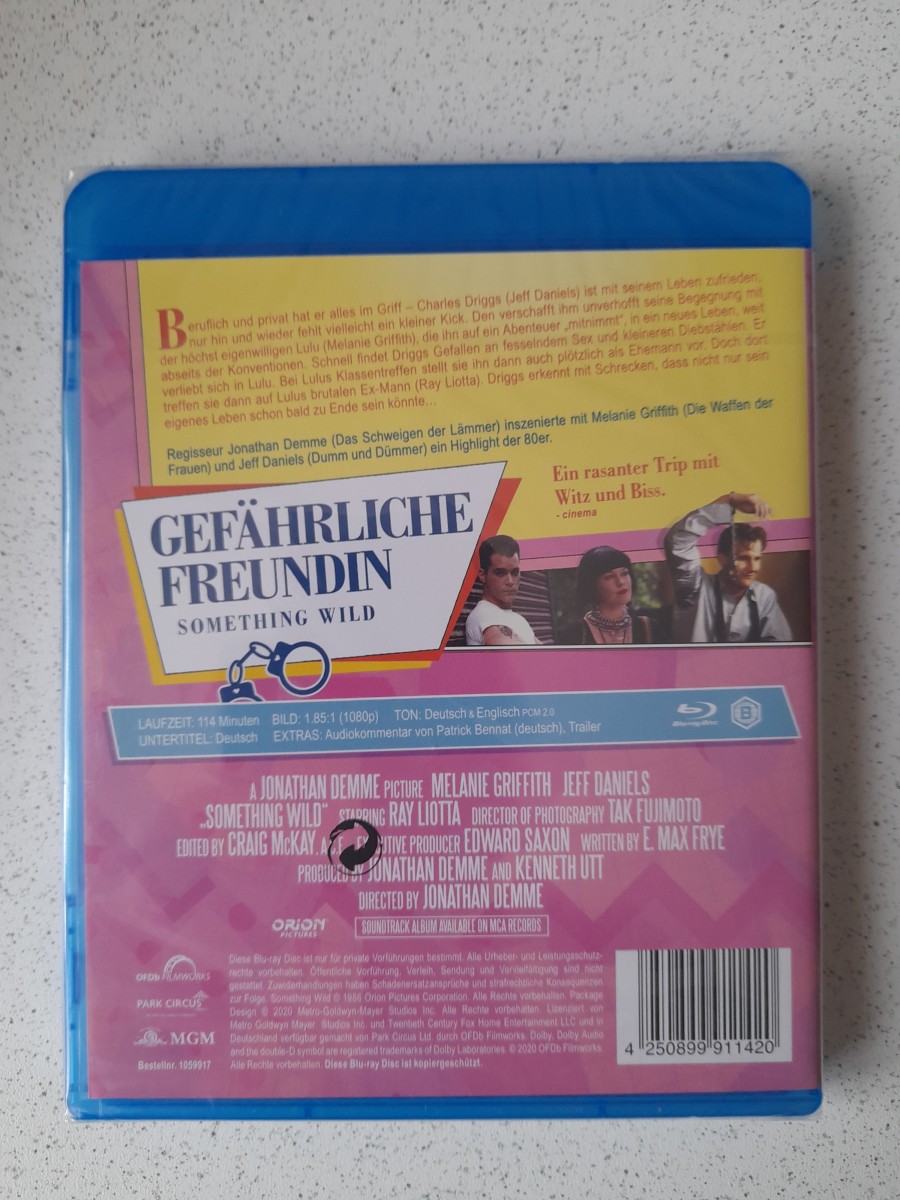 Beruflich und privat hat er alles im Griff – Charles Driggs (Jeff Daniels) ist mit seinem Leben zufrieden,
nur hin und wieder fehlt vielleicht ein kleiner Kick. Den verschafft ihm unverhofft seine Begegnung mit
der höchst eigenwilligen Lulu (Melanie Griffith), die ihn auf ein Abenteuer „mitnimmt“, in ein neues Leben, weit
abseits der Konventionen. Schnell findet Driggs Gefallen an fesselndem Sex und kleineren Diebstählen. Er
verliebt sich in Lulu. Bei Lulus Klassentreffen stellt sie ihn dann auch plötzlich als Ehemann vor. Doch dort
treffen sie dann auf Lulus brutalen Ex-Mann (Ray Liotta). Driggs erkennt mit Schrecken, dass nicht nur sein
eigenes Leben schon bald zu Ende sein könnte…
Regisseur Jonathan Demme (Das Schweigen der Lämmer) inszenierte mit Melanie Griffith (Die Waffen der
Frauen) und Jeff Daniels (Dumm und Dümmer) ein Highlight der 80er.
Ein rasanter Trip mit
Witz und Biss.
- cinema
GEFÄHRLICHE
FREUNDIN
SOMETHING WILD
LAUFZEIT: 114 Minuten BILD: 1.85:1 (1080p) TON: Deutsch & Englisch PCM 2.0
UNTERTITEL: Deutsch EXTRAS: Audiokommentar von Patrick Bennat (deutsch), Trailer
Blu-ray Disc
B
A JONATHAN DEMME PICTURE MELANIE GRIFFITH JEFF DANIELS
„SOMETHING WILD“ STARRING RAY LIOTTA DIRECTOR OF PHOTOGRAPHY TAK FUJIMOTO
EDITED BY CRAIG McKAY, A.C.E. EXECUTIVE PRODUCER EDWARD SAXON WRITTEN BY E. MAX FRYE
PRODUCED BY JONATHAN DEMME AND KENNETH UTT
DIRECTED BY JONATHAN DEMME
ORION
PICTURES
SOUNDTRACK ALBUM AVAILABLE ON MCA RECORDS
OFDb FILMWORKS
PARK CIRCUS
MGM
Bestellnr. 1059917
Diese Blu-ray Disc ist nur für private Vorführungen bestimmt. Alle Urheber- und Leistungsschutz-
rechte vorbehalten. Öffentliche Vorführung, Verleih, Sendung und Vervielfältigung sind nicht
gestattet. Zuwiderhandlungen haben Schadenersatzansprüche und strafrechtliche Konsequenzen
zur Folge. Something Wild © 1986 Orion Pictures Corporation. Alle Rechte vorbehalten. Package
Design © 2020 Metro-Goldwyn-Mayer Studios Inc. Alle Rechte vorbehalten. Lizenziert von
Metro Goldwyn Mayer Studios Inc. und Twentieth Century Fox Home Entertainment LLC und in
Deutschland verfügbar gemacht von Park Circus Ltd. durch OFDb Filmworks. Dolby, Dolby Audio
and the double-D symbol are registered trademarks of Dolby Laboratories. © 2020 OFDb Filmworks.
Alle Rechte vorbehalten. Diese Blu-ray Disc ist kopiergeschützt.
4 250899 911420